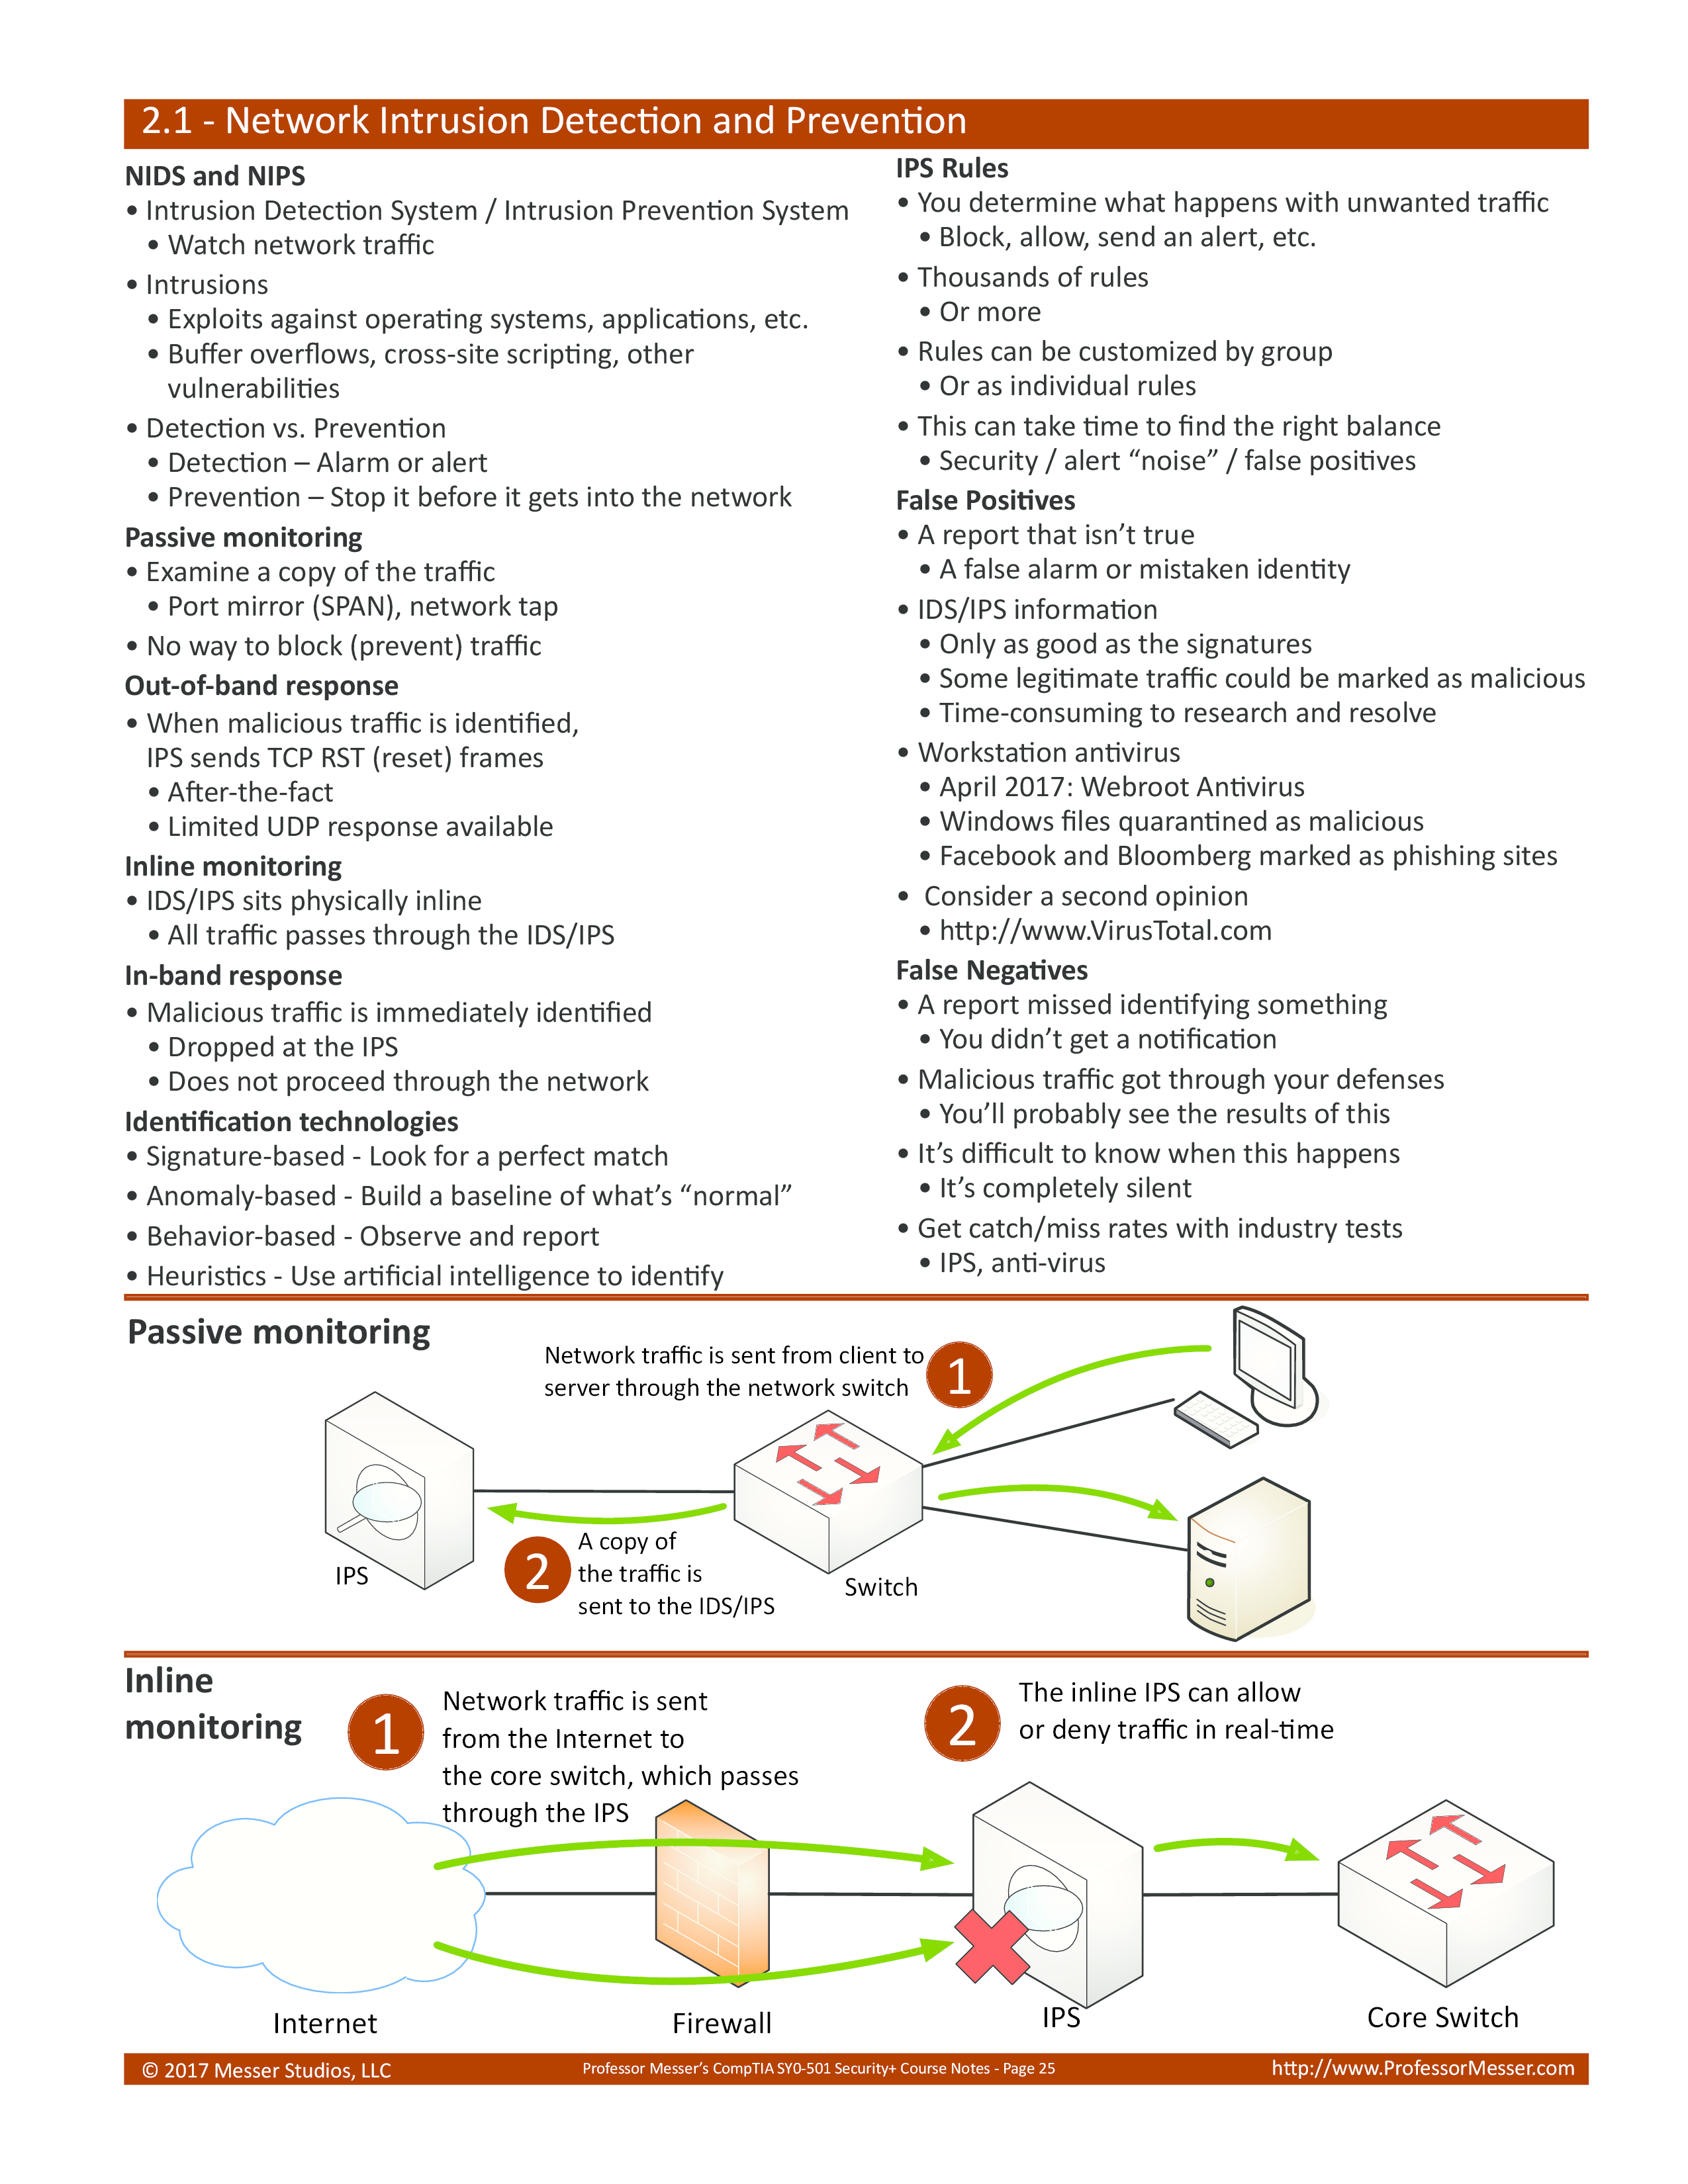 2.1 - Network Intrusion Detection and Prevention
NIDS and NIPS
• Intrusion Detection System / Intrusion Prevention System
• Watch network traffic
• Intrusions
• Exploits against operating systems, applications, etc.
• Buffer overflows, cross-site scripting, other
vulnerabilities
• Detection vs. Prevention
• Detection – Alarm or alert
• Prevention – Stop it before it gets into the network
Passive monitoring
• Examine a copy of the traffic
• Port mirror (SPAN), network tap
• No way to block (prevent) traffic
Out-of-band response
• When malicious traffic is identified,
IPS sends TCP RST (reset) frames
• After-the-fact
• Limited UDP response available
Inline monitoring
• IDS/IPS sits physically inline
• All traffic passes through the IDS/IPS
In-band response
• Malicious traffic is immediately identified
• Dropped at the IPS
• Does not proceed through the network
Identification technologies
• Signature-based - Look for a perfect match
• Anomaly-based - Build a baseline of what’s “normal”
• Behavior-based - Observe and report
• Heuristics - Use artificial intelligence to identify
IPS Rules
• You determine what happens with unwanted traffic
• Block, allow, send an alert, etc.
• Thousands of rules
• Or more
• Rules can be customized by group
• Or as individual rules
• This can take time to find the right balance
• Security / alert “noise” / false positives
False Positives
• A report that isn’t true
• A false alarm or mistaken identity
• IDS/IPS information
• Only as good as the signatures
• Some legitimate traffic could be marked as malicious
• Time-consuming to research and resolve
• Workstation antivirus
• April 2017: Webroot Antivirus
• Windows files quarantined as malicious
• Facebook and Bloomberg marked as phishing sites
• Consider a second opinion
• http://www.VirusTotal.com
False Negatives
• A report missed identifying something
• You didn’t get a notification
• Malicious traffic got through your defenses
• You’ll probably see the results of this
• It’s difficult to know when this happens
• It’s completely silent
• Get catch/miss rates with industry tests
• IPS, anti-virus
Passive monitoring
Network traffic is sent from client to
server through the network switch
1
2
A copy of
the traffic is
sent to the IDS/IPS
IPS
Switch
Inline
monitoring
1
Network traffic is sent
from the Internet to
the core switch, which passes
through the IPS
2
The inline IPS can allow
or deny traffic in real-time
Internet
Firewall
IPS
Core Switch
© 2017 Messer Studios, LLC
Professor Messer’s CompTIA SY0-501 Security+ Course Notes - Page 25
http://www.ProfessorMesser.com